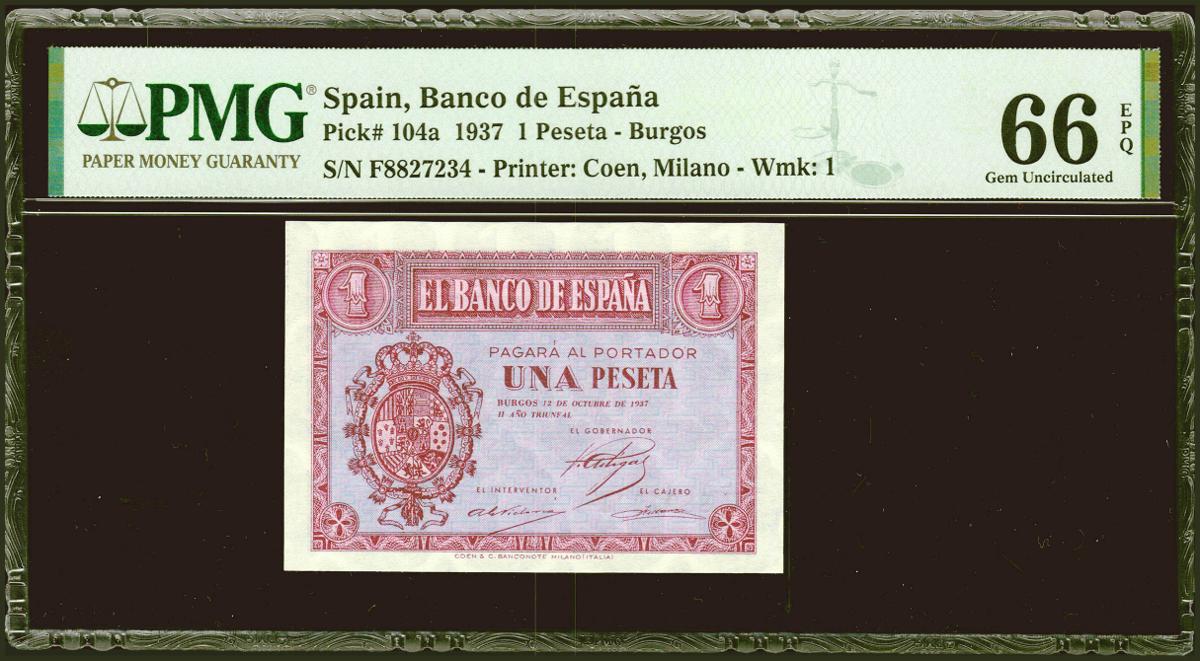 PMG®
PAPER MONEY GUARANTY
Spain, Banco de España
Pick# 104a 1937 1 Peseta - Burgos
S/N F8827234 - Printer: Coen, Milano - Wmk: 1
66
EPQ
Gem Uncirculated
1 EL BANCO DE ESPAÑA 1
PAGARÁ AL PORTADOR
UNA PESETA
BURGOS 12 DE OCTUBRE DE 1937
II AÑO TRIUNFAL
EL GOBERNADOR
EL INTERVENTOR
EL CAJERO
COEN & C. BANCONOTE MILANO (ITALIA)